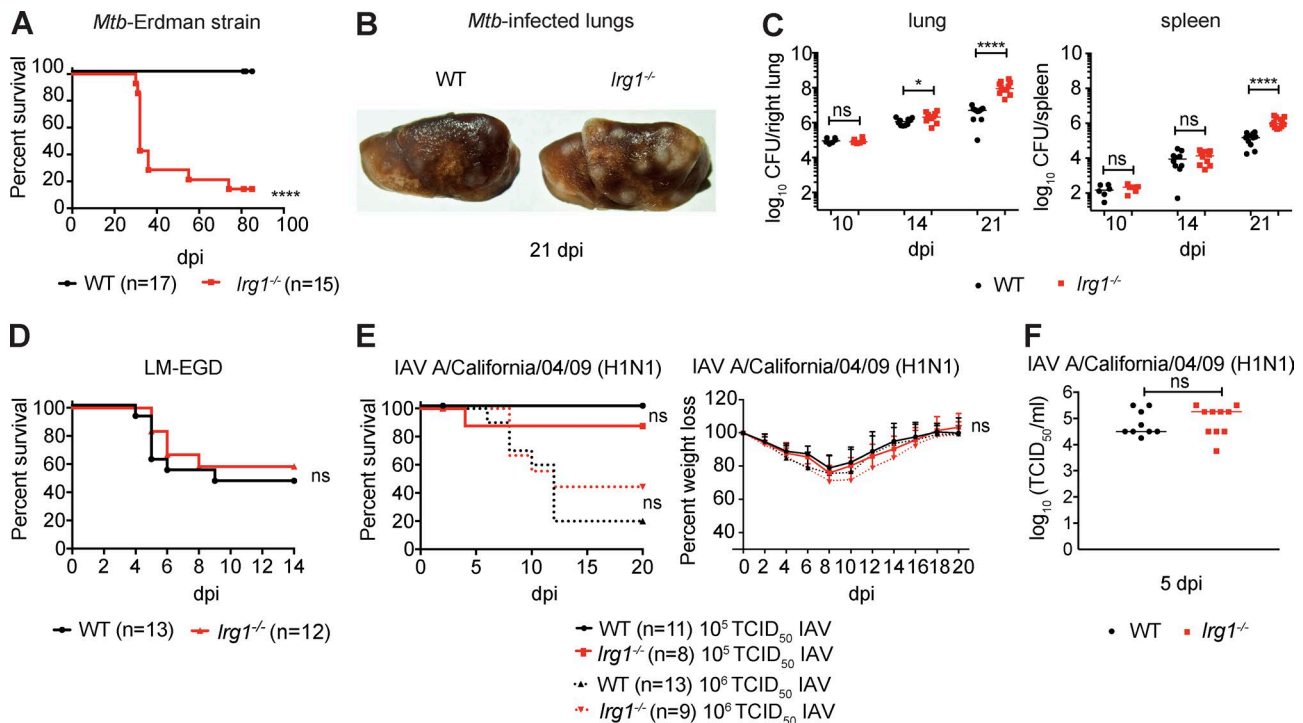 A
Mtb-Erdman strain
Percent survival
100
80
60
40
20
0
0 20 40 60 80 100
****
dpi
WT (n=17) Irg1-/- (n=15)
B
Mtb-infected lungs
WT Irg1-/-
21 dpi
C
lung
log10 CFU/right lung
8
6
4
2
ns
*
****
10 14 21
dpi
spleen
log10 CFU/spleen
8
6
4
2
ns
ns
****
10 14 21
dpi
WT Irg1-/-
D
LM-EGD
Percent survival
100
80
60
40
20
0
ns
0 2 4 6 8 10 12 14
dpi
WT (n=13) Irg1-/- (n=12)
E
IAV A/California/04/09 (H1N1)
Percent survival
100
80
60
40
20
0
ns
ns
0 5 10 15 20
dpi
IAV A/California/04/09 (H1N1)
Percent weight loss
120
100
80
60
40
ns
0 2 4 6 8 10 12 14 16 18 20
dpi
WT (n=11) 10^5 TCID50 IAV
Irg1-/- (n=8) 10^5 TCID50 IAV
WT (n=13) 10^6 TCID50 IAV
Irg1-/- (n=9) 10^6 TCID50 IAV
F
IAV A/California/04/09 (H1N1)
log10 (TCID50/ml)
6
5
4
3
2
1
0
ns
5 dpi
WT Irg1-/-